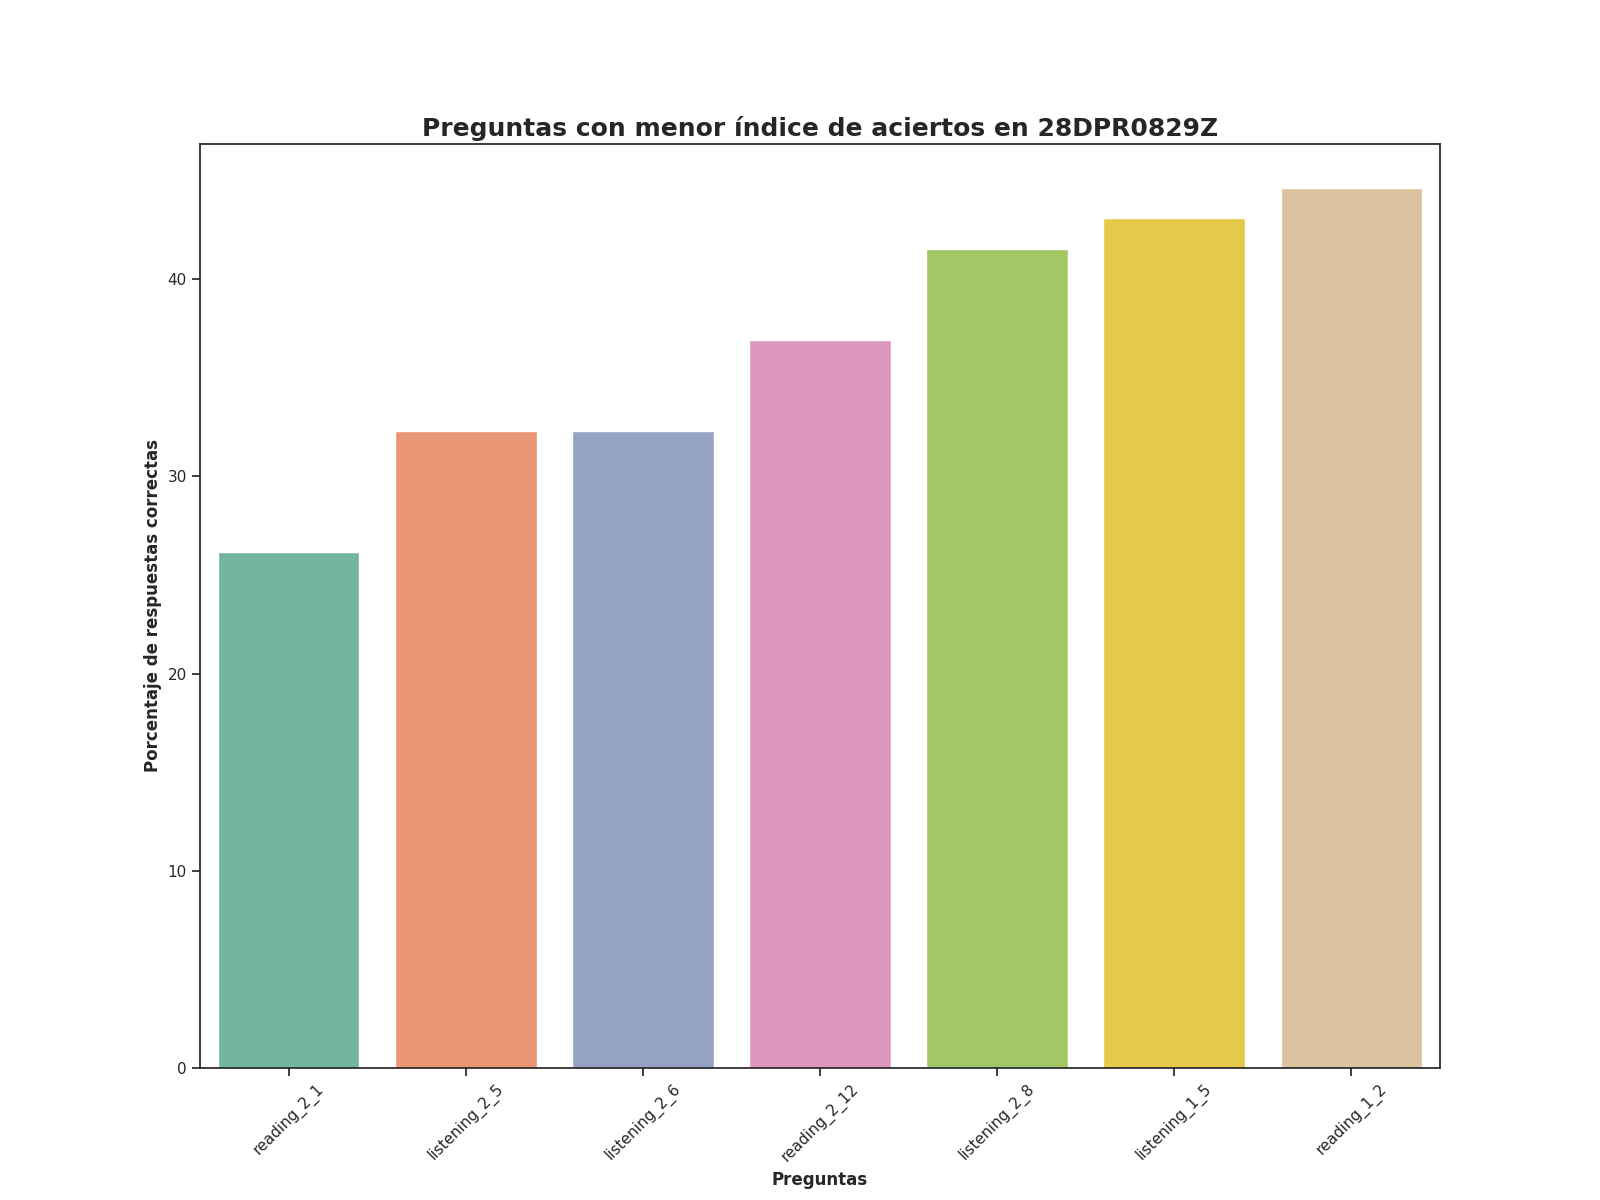 Preguntas con menor índice de aciertos en 28DPR0829Z
Porcentaje de respuestas correctas
40
30
20
10
0
reading_2_1
listening_2_5
listening_2_6
reading_2_12
listening_2_8
listening_1_5
reading_1_2
Preguntas